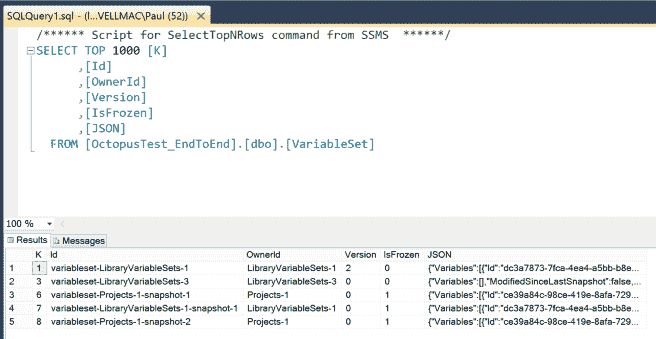 SQLQuery1.sql - (l...VELLMAC\Paul (52))
/****** Script for SelectTopNRows command from SSMS ******/
SELECT TOP 1000 [K]
,[Id]
,[OwnerId]
,[Version]
,[IsFrozen]
,[JSON]
FROM [OctopusTest_EndToEnd].[dbo].[VariableSet]
100 %
Results Messages
K Id OwnerId Version IsFrozen JSON
1 1 variableset-LibraryVariableSets-1 LibraryVariableSets-1 2 0 {"Variables":[{"Id":"dc3a7873-7fca-4ea4-a5bb-b8e...
2 3 variableset-LibraryVariableSets-3 LibraryVariableSets-3 0 0 {"Variables":[],"ModifiedSinceLastSnapshot":false,...
3 6 variableset-Projects-1-snapshot-1 Projects-1 0 1 {"Variables":[{"Id":"ce39a84c-98ce-419e-8afa-729...
4 7 variableset-LibraryVariableSets-1-snapshot-1 LibraryVariableSets-1 0 1 {"Variables":[{"Id":"dc3a7873-7fca-4ea4-a5bb-b8e...
5 8 variableset-Projects-1-snapshot-2 Projects-1 0 1 {"Variables":[{"Id":"ce39a84c-98ce-419e-8afa-729...